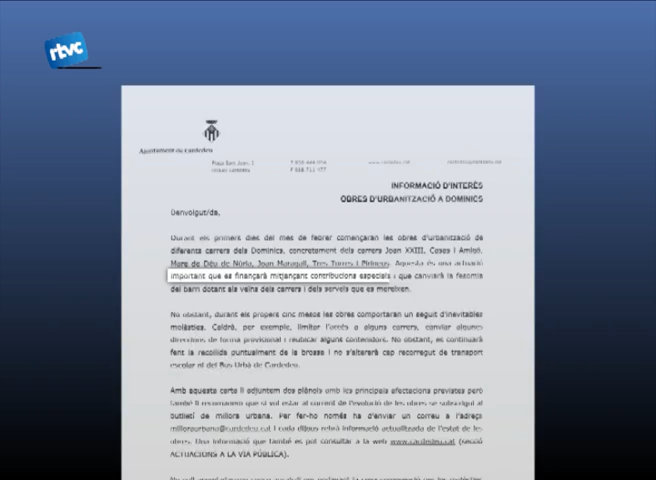 rtvc
Ajuntament de Cardedeu
Plaça Sant Joan, 1
INFORMACIÓ D'INTERÈS
OBRES D'URBANITZACIÓ A DOMINICS
Benvolgut/da,
Durant els primers dies del mes de febrer començaran les obres d'urbanització de
diferents carrers dels Dominics, concretament dels carrers Joan XXIII, Cases i Amigó,
Mare de Déu de Núria, Joan Maragall, Tres Torres i Pirineus. Aquesta és una actuació
important que es finançarà mitjançant contribucions especials i que canviarà la fesomia
del barri dotant als veïns dels carrers i dels serveis que es mereixen.
No obstant, durant els propers cinc mesos les obres comportaran un seguit d'inevitables
molèsties. Caldrà, per exemple, limitar l'accés a alguns carrers, canviar algunes
direccions de forma provisional i reubicar alguns contenidors. No obstant, es continuarà
fent la recollida puntualment de la brossa i no s'alterarà cap recorregut de transport
escolar ni del Bus Urbà de Cardedeu.
Amb aquesta carta li adjuntem dos plànols amb les principals afectacions previstes però
també li recomanem que si vol estar al corrent de l'evolució de les obres se subscrigui al
butlletí de millora urbana. Per fer-ho només ha d'enviar un correu a l'adreça
milloraurbana@cardedeu.cat i cada dijous rebrà informació actualitzada de l'estat de les
obres. Una informació que també es pot consultar a la web www.cardedeu.cat (secció
ACTUACIONS A LA VIA PÚBLICA).